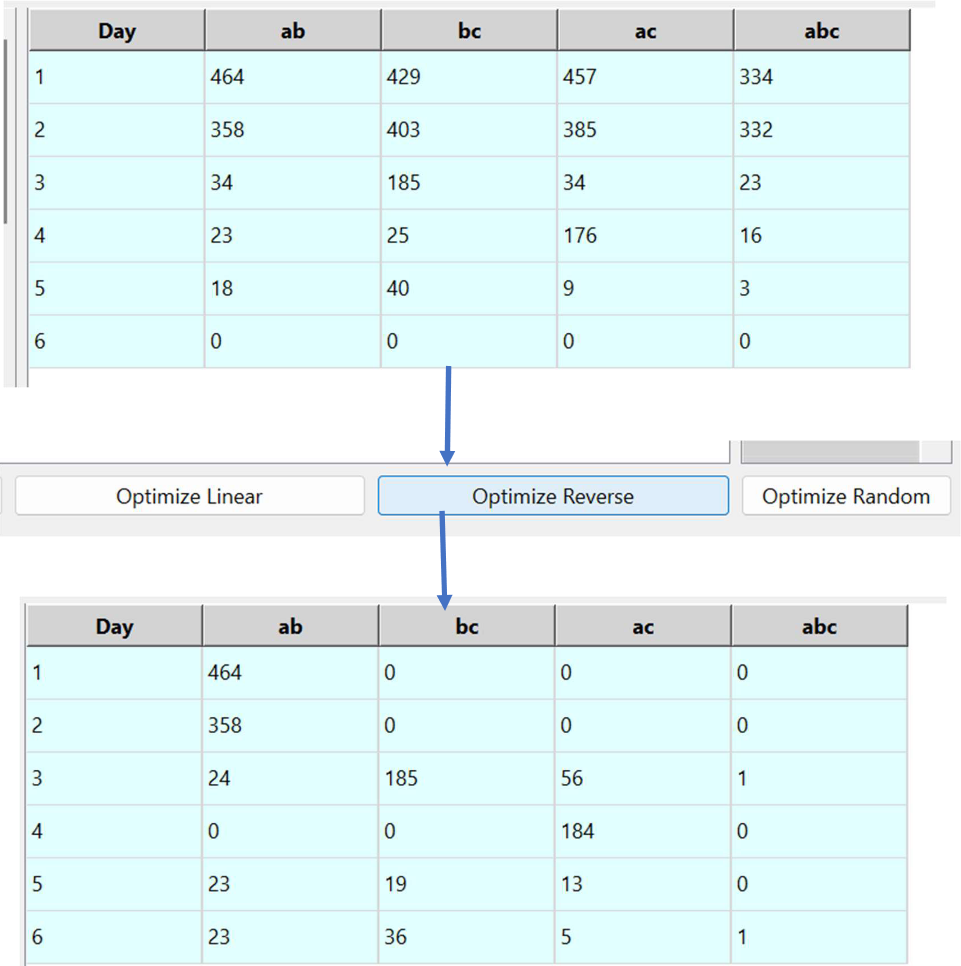 Day ab bc ac abc
1 464 429 457 334
2 358 403 385 332
3 34 185 34 23
4 23 25 176 16
5 18 40 9 3
6 0 0 0 0
Optimize Linear Optimize Reverse Optimize Random
Day ab bc ac abc
1 464 0 0 0
2 358 0 0 0
3 24 185 56 1
4 0 0 184 0
5 23 19 13 0
6 23 36 5 1